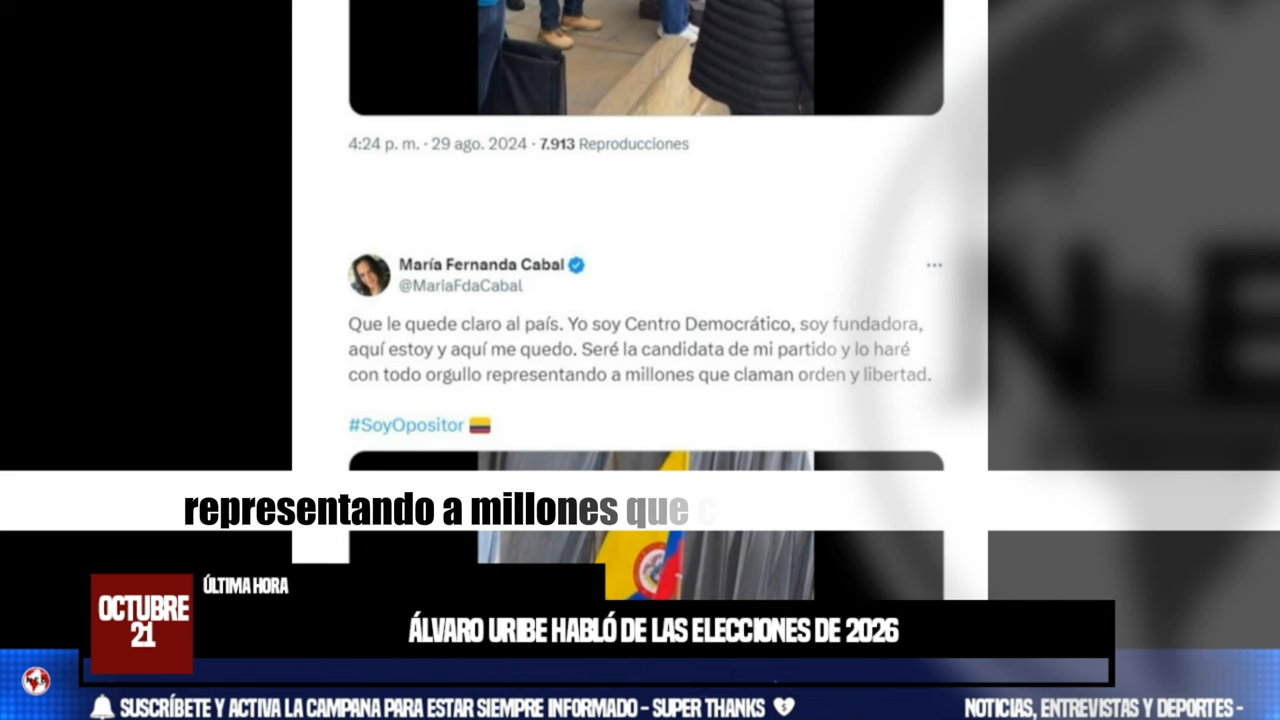 4:24 p. m. · 29 ago. 2024 · 7.913 Reproducciones
María Fernanda Cabal
@MariaFdaCabal
Que le quede claro al país. Yo soy Centro Democrático, soy fundadora,
aquí estoy y aquí me quedo. Seré la candidata de mi partido y lo haré
con todo orgullo representando a millones que claman orden y libertad.
#SoyOpositor
NE
representando a millones que c
OCTUBRE
21
ÚLTIMA HORA
ÁLVARO URIBE HABLÓ DE LAS ELECCIONES DE 2026
SUSCRÍBETE Y ACTIVA LA CAMPANA PARA ESTAR SIEMPRE INFORMADO - SUPER THANKS
NOTICIAS, ENTREVISTAS Y DEPORTES -